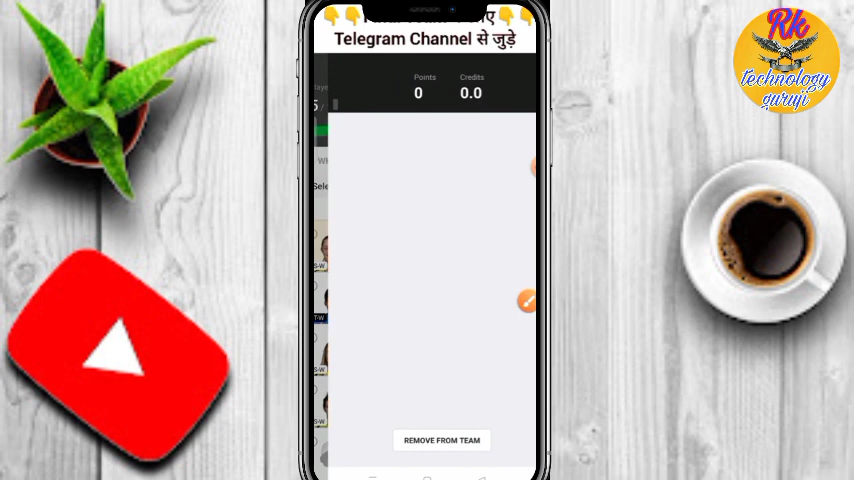 Telegram Channel से जुड़े
Points
Credits
0
0.0
S-W
T-W
S-W
S-W
REMOVE FROM TEAM
Rk
technology
guruji